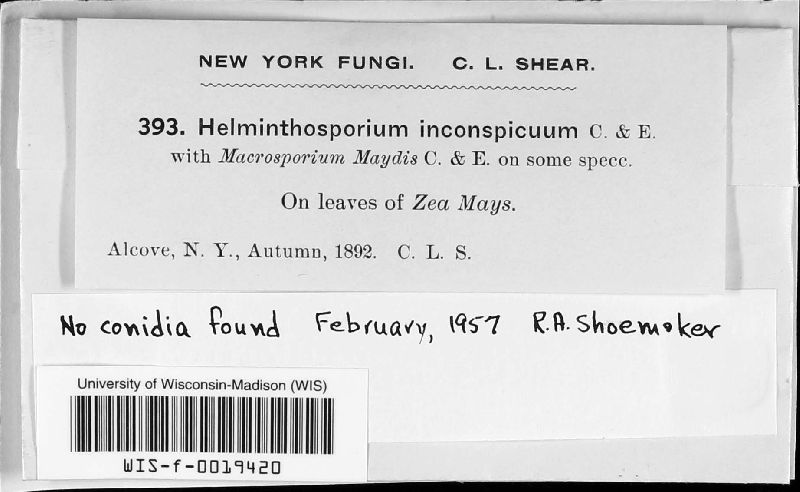 NEW YORK FUNGI. C. L. SHEAR.
393. Helminthosporium inconspicuum C. & E.
with Macrosporium Maydis C. & E. on some specc.
On leaves of Zea Mays.
Alcove, N. Y., Autumn, 1892. C. L. S.
No conidia found February, 1957 R.A. Shoemaker
University of Wisconsin-Madison (WIS)
WIS-f-0019420